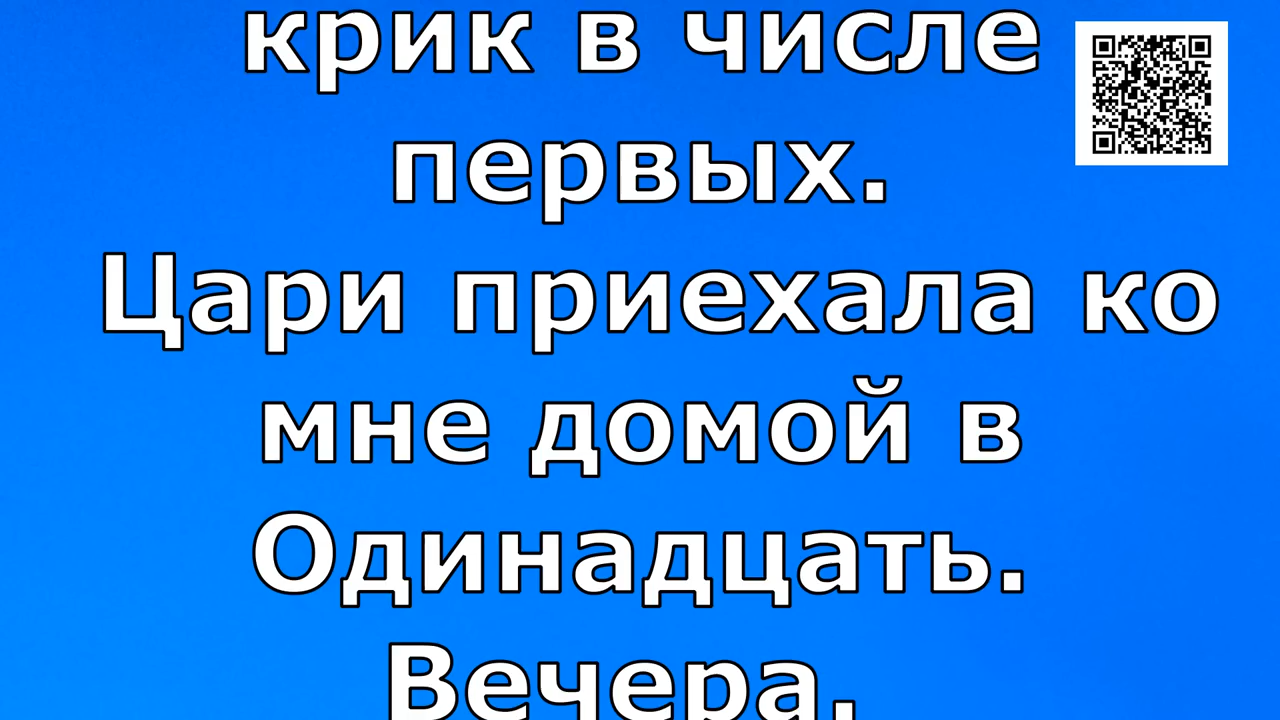 крик в числе
первых.
Цари приехала ко
мне домой в
Одинадцать.
Вечера.